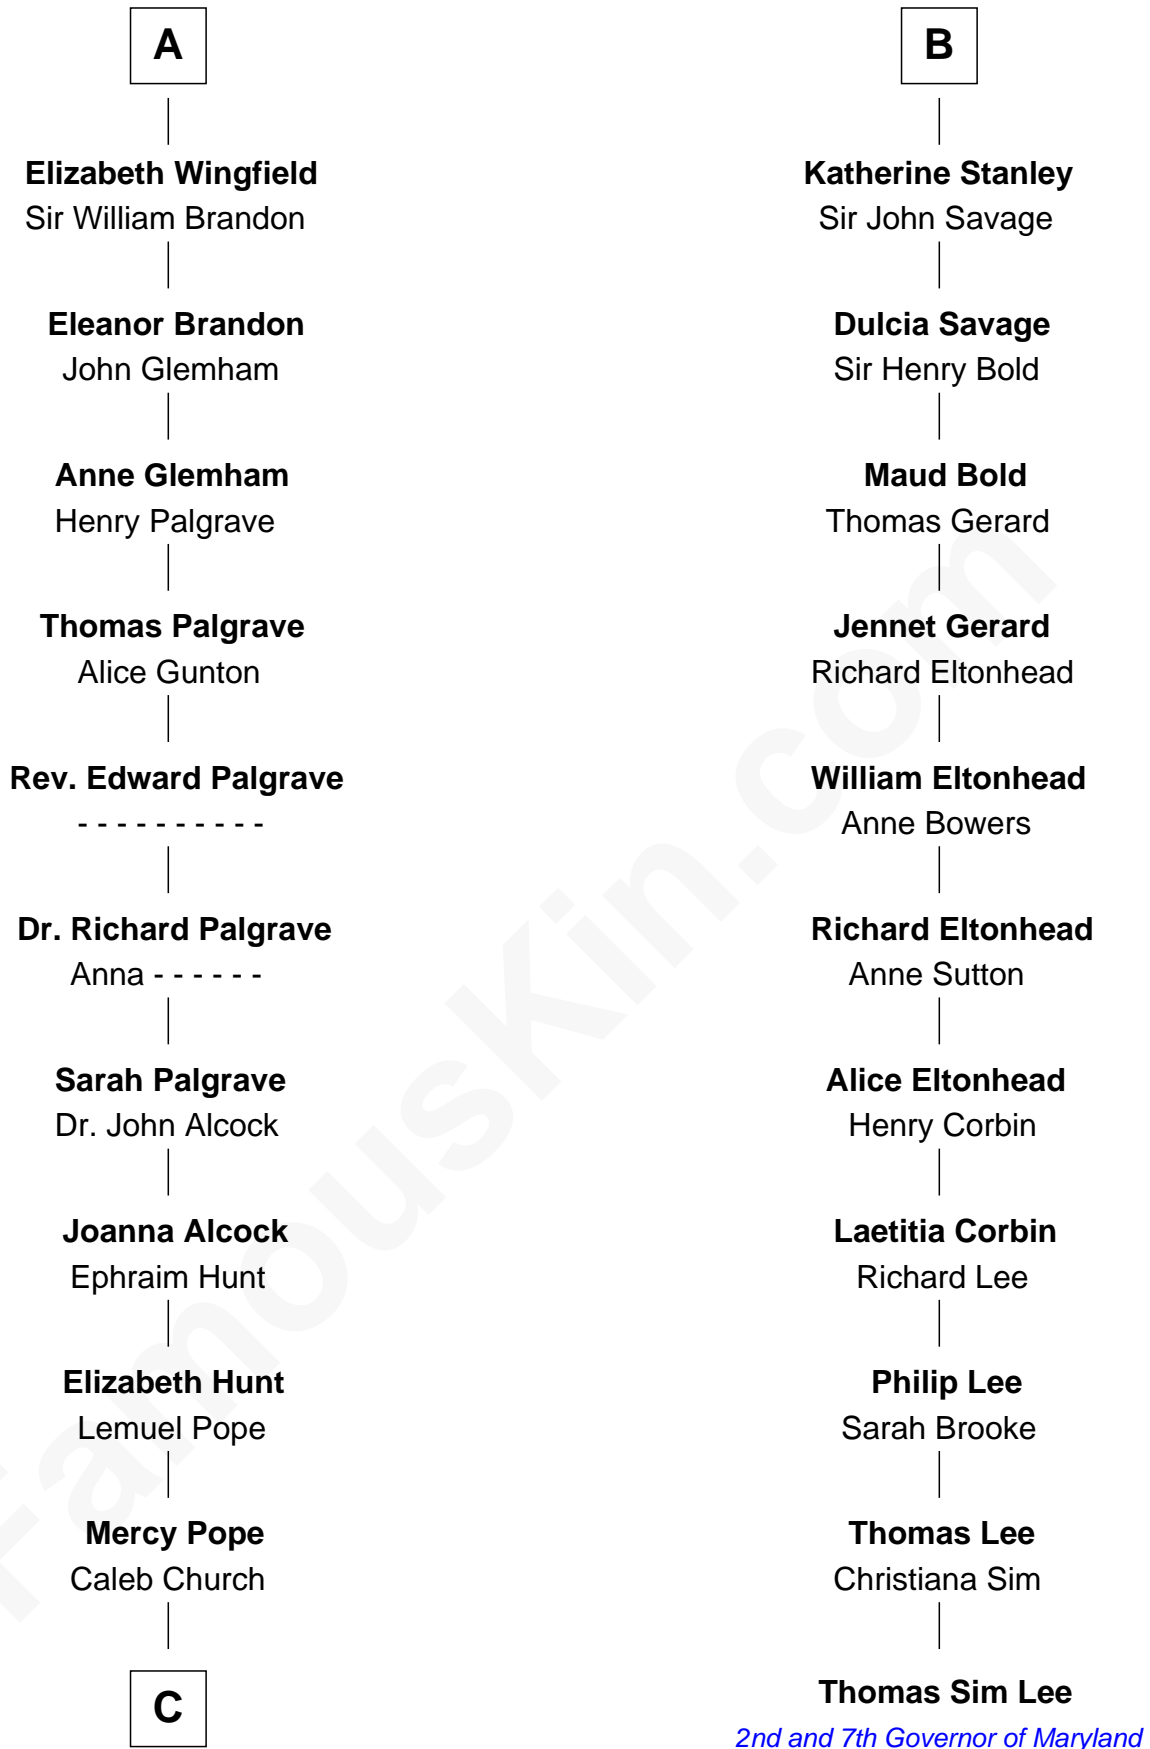 A
Elizabeth Wingfield
Sir William Brandon
Eleanor Brandon
John Glemham
Anne Glemham
Henry Palgrave
Thomas Palgrave
Alice Gunton
Rev. Edward Palgrave
- - - - - - - - - -
Dr. Richard Palgrave
Anna - - - - - -
Sarah Palgrave
Dr. John Alcock
Joanna Alcock
Ephraim Hunt
Elizabeth Hunt
Lemuel Pope
Mercy Pope
Caleb Church
C
B
Katherine Stanley
Sir John Savage
Dulcia Savage
Sir Henry Bold
Maud Bold
Thomas Gerard
Jennet Gerard
Richard Eltonhead
William Eltonhead
Anne Bowers
Richard Eltonhead
Anne Sutton
Alice Eltonhead
Henry Corbin
Laetitia Corbin
Richard Lee
Philip Lee
Sarah Brooke
Thomas Lee
Christiana Sim
Thomas Sim Lee
2nd and 7th Governor of Maryland
FamousKin.com